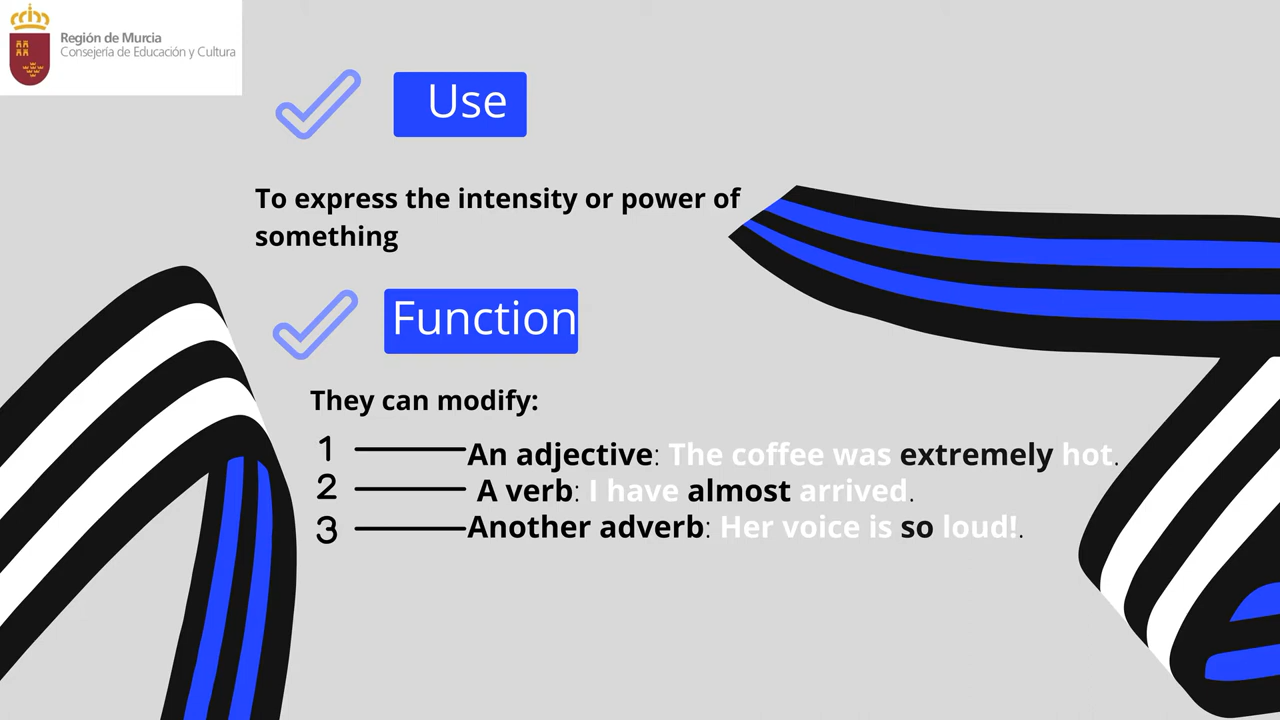 Región de Murcia
Consejería de Educación y Cultura
Use
To express the intensity or power of
something
Function
They can modify:
1 An adjective: The coffee was extremely hot.
2 A verb: I have almost arrived.
3 Another adverb: Her voice is so loud!.